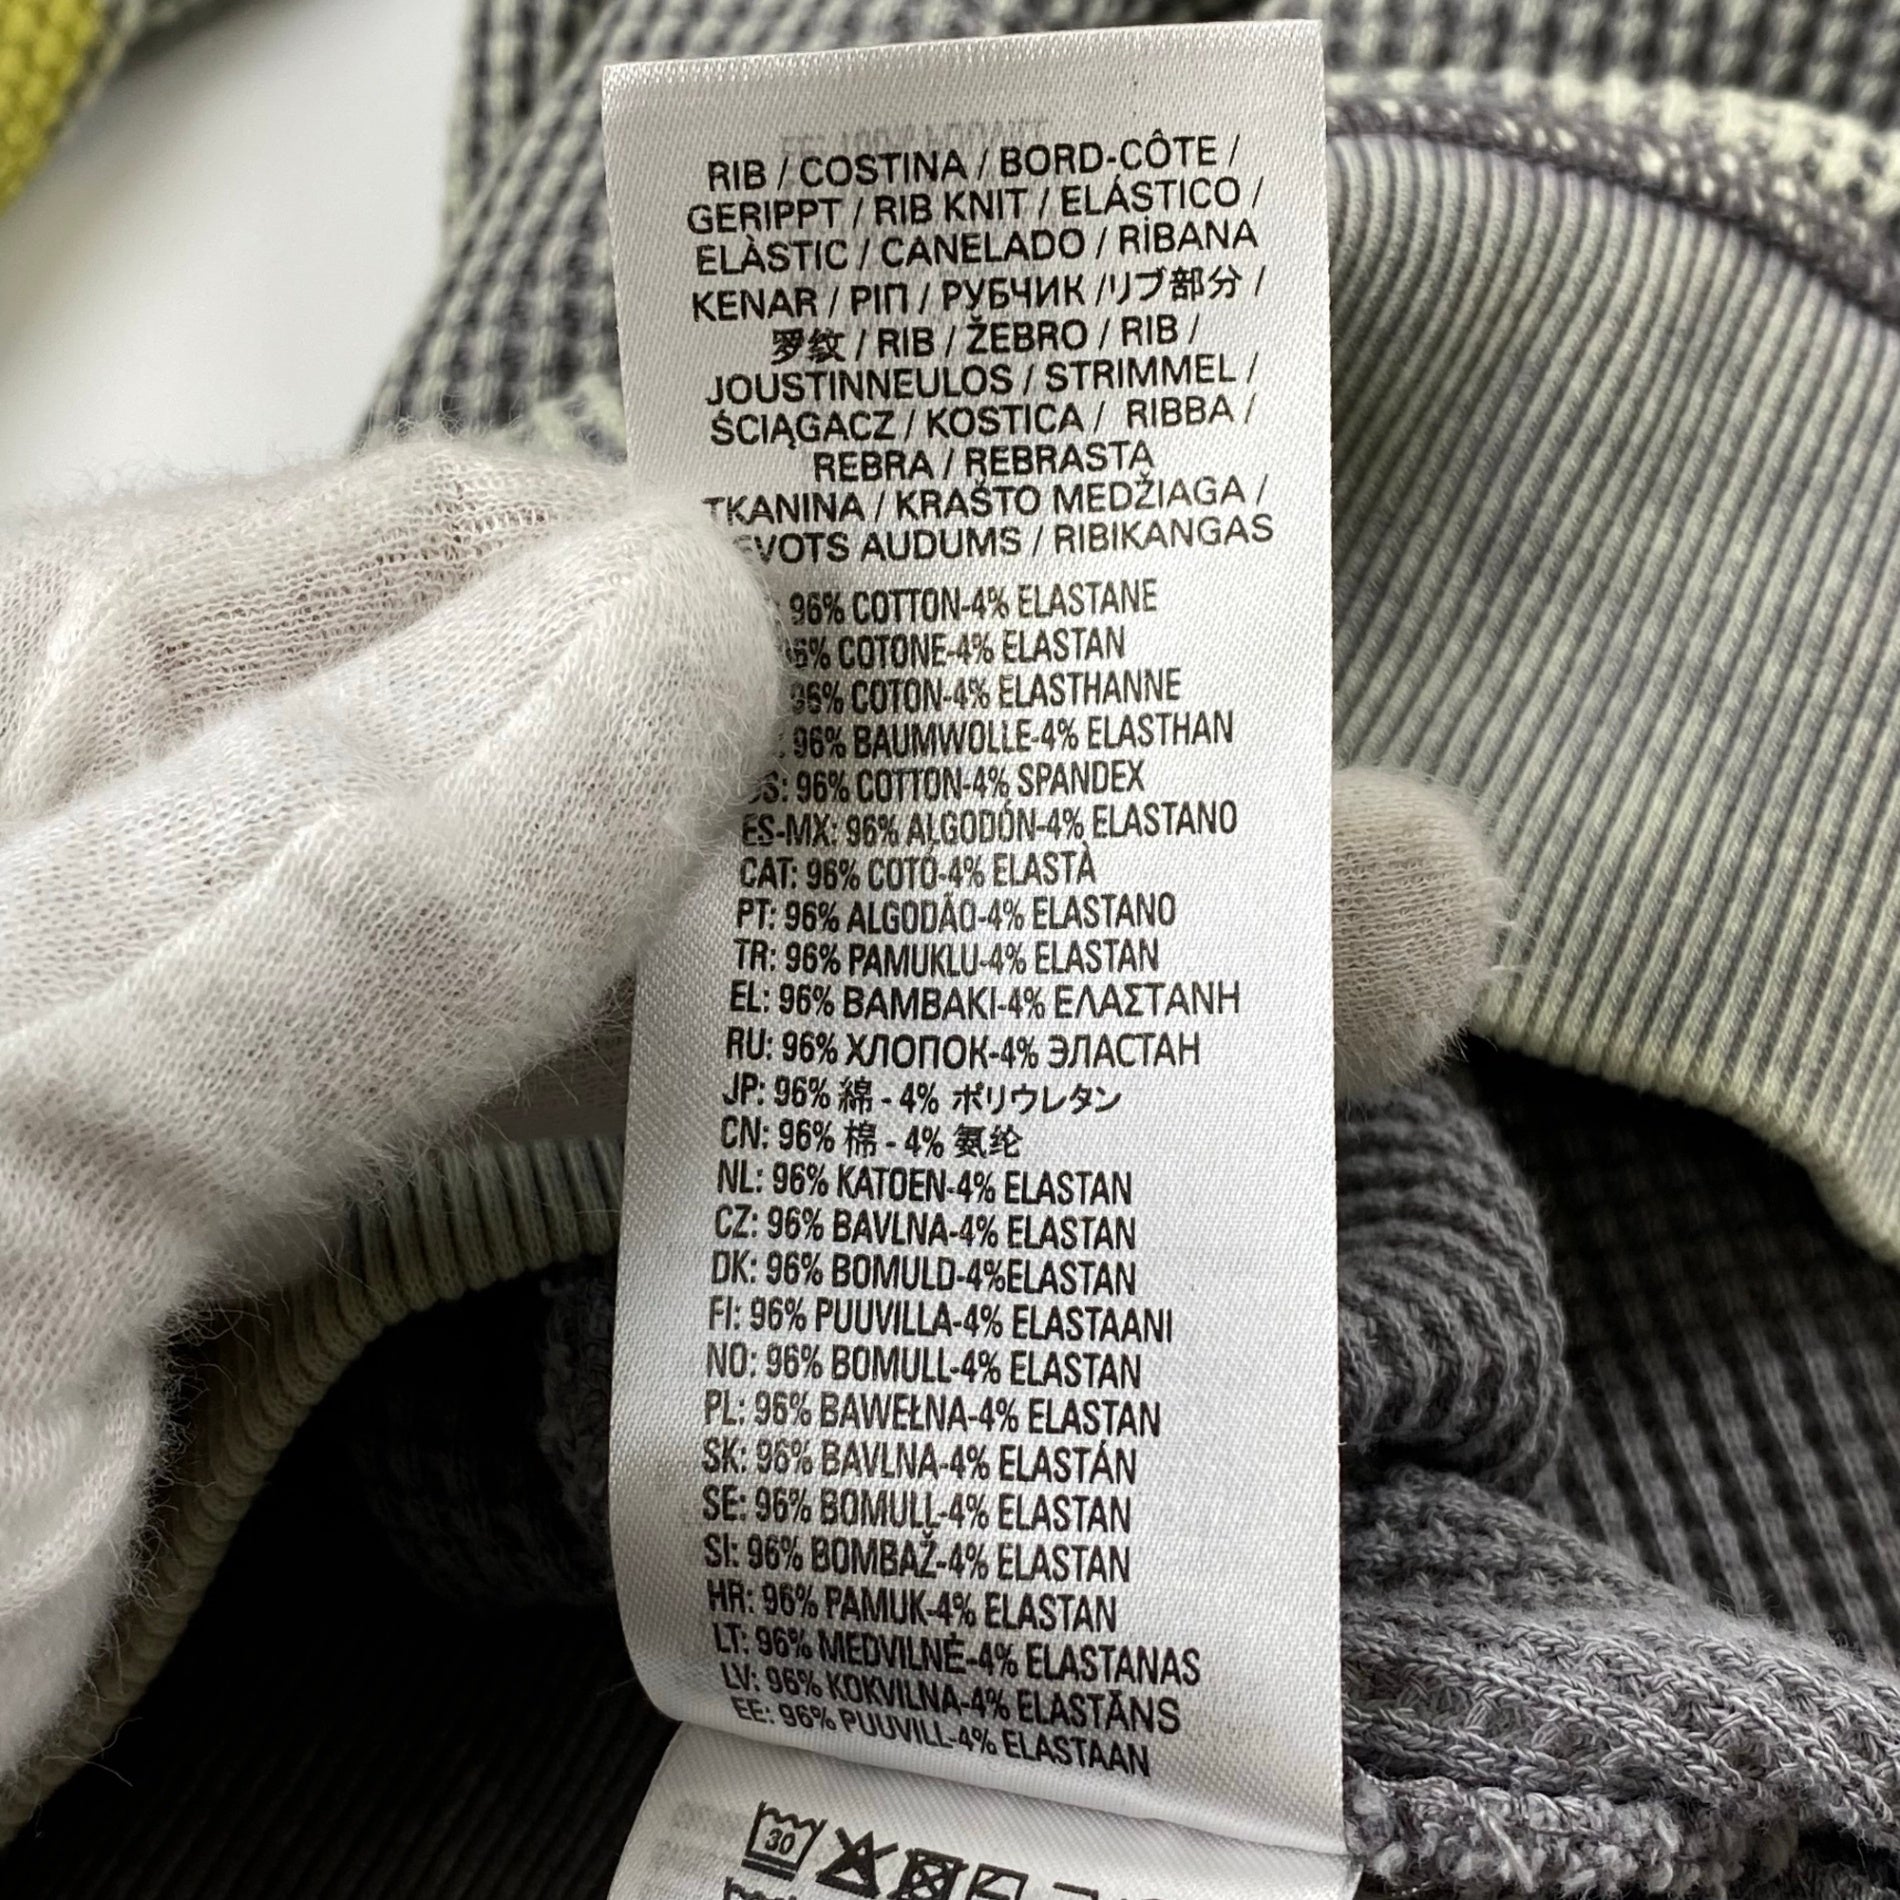 RIB / COSTINA / BORD-CÔTE /
GERIPPT / RIB KNIT / ELÁSTICO /
ELÀSTIC / CANELADO / RİBANA
KENAR / ΡΙΠ / РУБЧИК /リブ部分 /
罗纹 / RIB / ŽEBRO / RIB /
JOUSTINNEULOS / STRIMMEL /
ŚCIĄGACZ / KOSTICA / RIBBA /
REBRA / REBRASTA
TKANINA / KRAŠTO MEDŽIAGA /
AUDUMS / RIBIKANGAS
96% COTTON-4% ELASTANE
COTONE-4% ELASTAN
96% COTON-4% ELASTHANNE
96% BAUMWOLLE-4% ELASTHAN
96% COTTON-4% SPANDEX
ES-MX: 96% ALGODÓN-4% ELASTANO
CAT: 96% COTÓ-4% ELASTÀ
PT: 96% ALGODÃO-4% ELASTANO
TR: 96% PAMUKLU-4% ELASTAN
EL: 96% ΒΑΜΒΑΚΙ-4% ΕΛΑΣΤΑΝΗ
RU: 96% ХЛОПОК-4% ЭЛАСТАН
JP: 96% 綿 - 4% ポリウレタン
CN: 96% 棉 - 4% 氨纶
NL: 96% KATOEN-4% ELASTAN
CZ: 96% BAVLNA-4% ELASTAN
DK: 96% BOMULD-4%ELASTAN
FI: 96% PUUVILLA-4% ELASTAANI
NO: 96% BOMULL-4% ELASTAN
PL: 96% BAWEŁNA-4% ELASTAN
SK: 96% BAVLNA-4% ELASTÁN
SE: 96% BOMULL-4% ELASTAN
SI: 96% BOMBAŽ-4% ELASTAN
HR: 96% PAMUK-4% ELASTAN
LT: 96% MEDVILNĖ-4% ELASTANAS
LV: 96% KOKVILNA-4% ELASTĀNS
EE: 96% PUUVILL-4% ELASTAAN
30